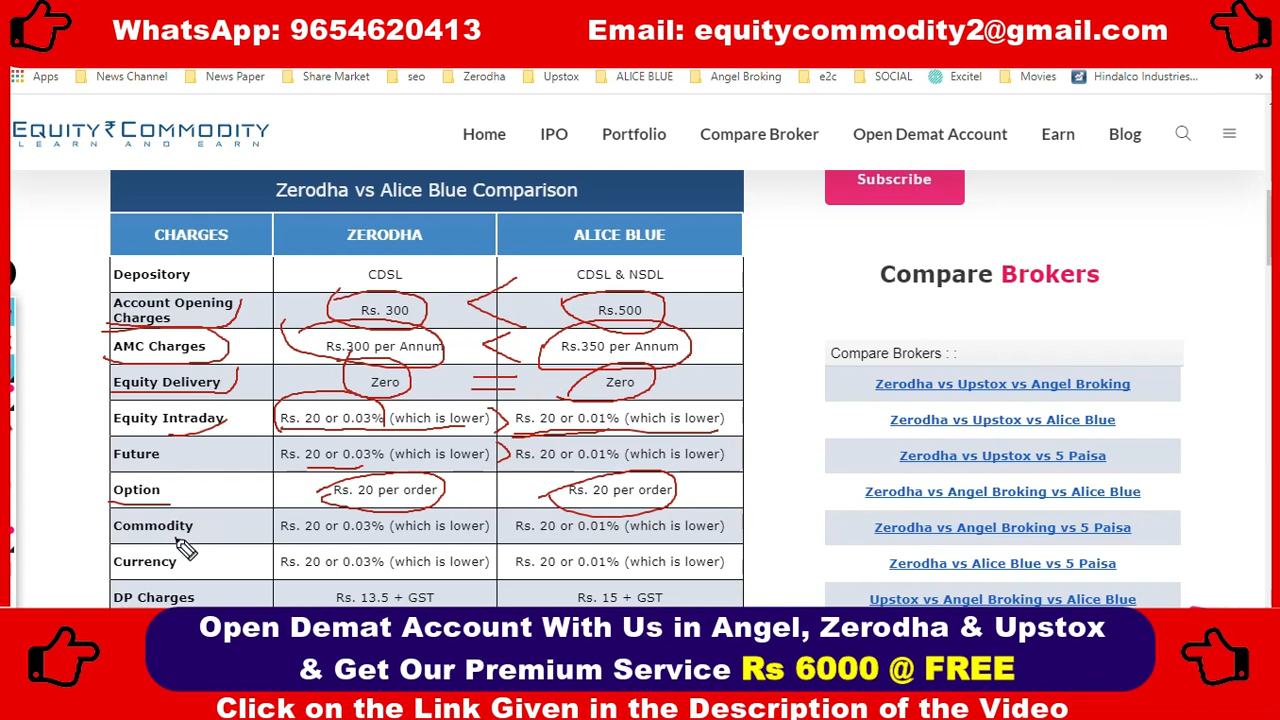 WhatsApp: 9654620413 Email: equitycommodity2@gmail.com
Apps News Channel News Paper Share Market seo Zerodha Upstox ALICE BLUE Angel Broking e2c SOCIAL Excitel Movies Hindalco Industries... »
EQUITY₹COMMODITY
LEARN AND EARN
Home IPO Portfolio Compare Broker Open Demat Account Earn Blog
Zerodha vs Alice Blue Comparison
CHARGES ZERODHA ALICE BLUE
Depository CDSL CDSL & NSDL
Account Opening
Charges Rs. 300 Rs.500
AMC Charges Rs.300 per Annum Rs.350 per Annum
Equity Delivery Zero Zero
Equity Intraday Rs. 20 or 0.03% (which is lower) Rs. 20 or 0.01% (which is lower)
Future Rs. 20 or 0.03% (which is lower) Rs. 20 or 0.01% (which is lower)
Option Rs. 20 per order Rs. 20 per order
Commodity Rs. 20 or 0.03% (which is lower) Rs. 20 or 0.01% (which is lower)
Currency Rs. 20 or 0.03% (which is lower) Rs. 20 or 0.01% (which is lower)
DP Charges Rs. 13.5 + GST Rs. 15 + GST
Subscribe
Compare Brokers
Compare Brokers : :
Zerodha vs Upstox vs Angel Broking
Zerodha vs Upstox vs Alice Blue
Zerodha vs Upstox vs 5 Paisa
Zerodha vs Angel Broking vs Alice Blue
Zerodha vs Angel Broking vs 5 Paisa
Zerodha vs Alice Blue vs 5 Paisa
Upstox vs Angel Broking vs Alice Blue
Open Demat Account With Us in Angel, Zerodha & Upstox
& Get Our Premium Service Rs 6000 @ FREE
Click on the Link Given in the Description of the Video